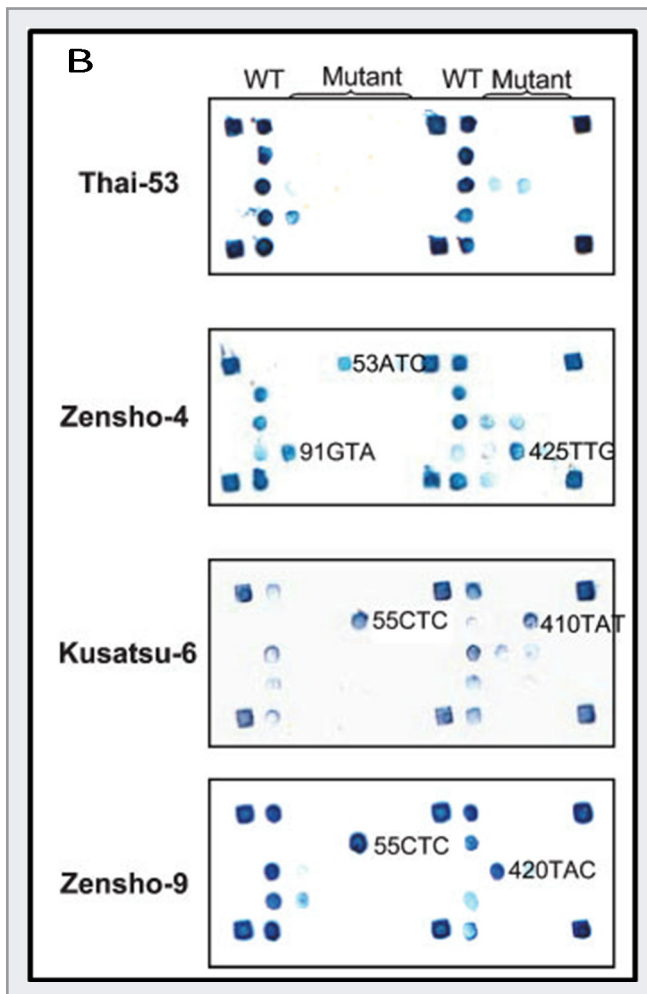 B
WT Mutant WT Mutant
Thai-53
Zensho-4
53ATC
91GTA
425TTG
Kusatsu-6
55CTC
410TAT
Zensho-9
55CTC
420TAC